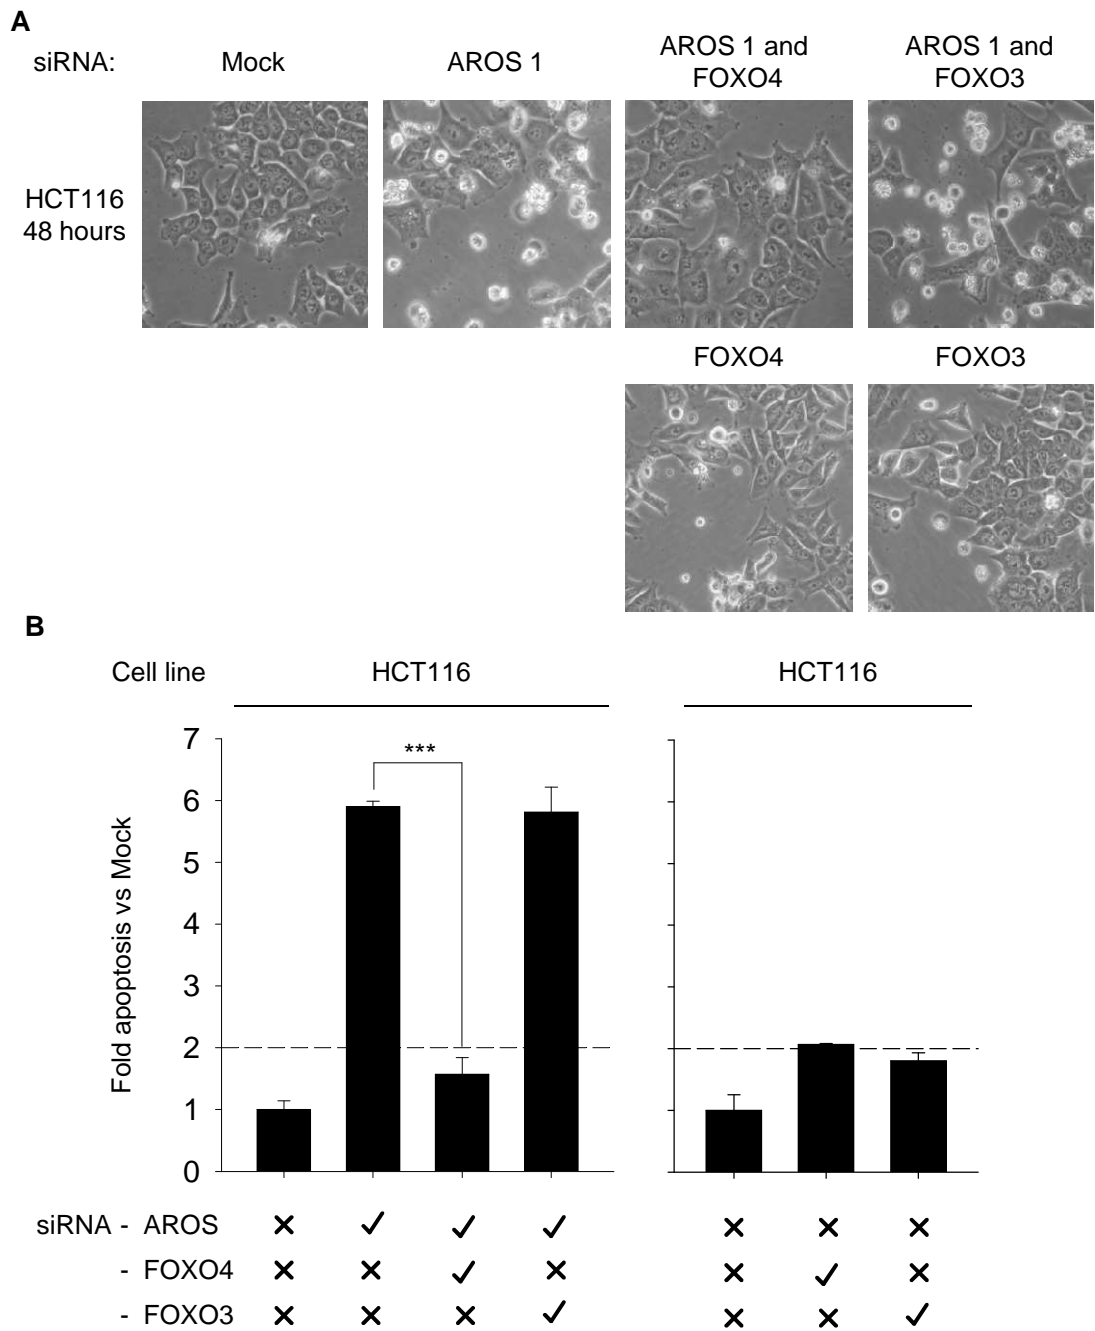 A
siRNA:
Mock
AROS 1
AROS 1 and
FOXO4
AROS 1 and
FOXO3
HCT116
48 hours
FOXO4
FOXO3
B
Cell line
HCT116
HCT116
Fold apoptosis vs Mock
7
6
5
4
3
2
1
0
***
siRNA - AROS ✕ ✓ ✓ ✓ ✕ ✕ ✕
- FOXO4 ✕ ✕ ✓ ✕ ✕ ✓ ✕
- FOXO3 ✕ ✕ ✕ ✓ ✕ ✕ ✓